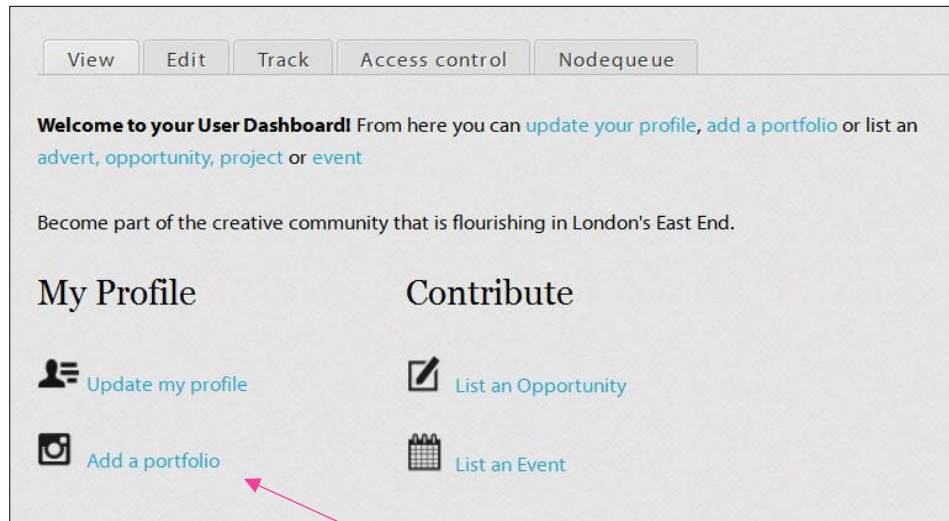 View Edit Track Access control Nodequeue
Welcome to your User Dashboard! From here you can update your profile, add a portfolio or list an
advert, opportunity, project or event
Become part of the creative community that is flourishing in London's East End.
My Profile
Update my profile
Add a portfolio
Contribute
List an Opportunity
List an Event